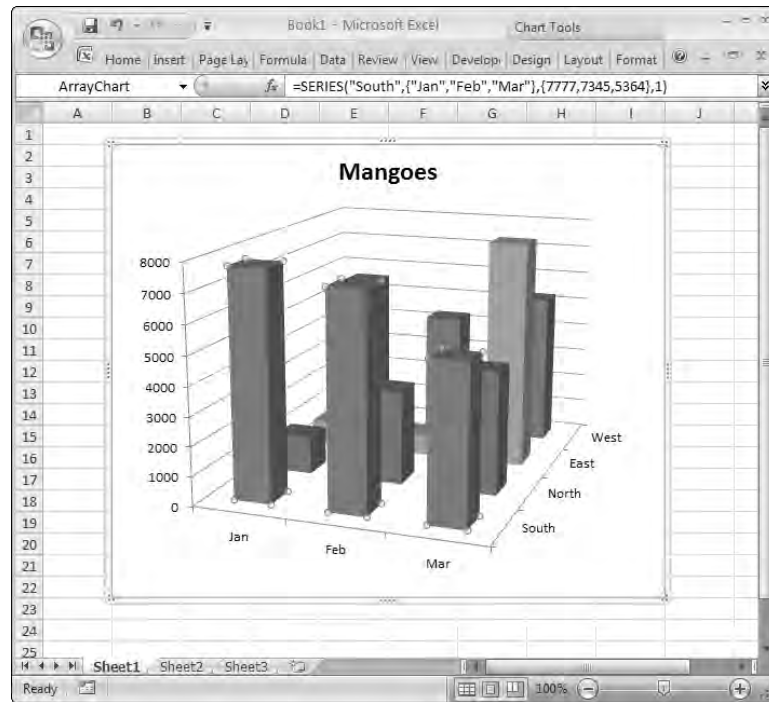 Book1 - Microsoft Excel
Chart Tools
Home Insert Page Lay Formula Data Review View Develop Design Layout Format
ArrayChart fx =SERIES("South",{"Jan","Feb","Mar"},{7777,7345,5364},1)
A B C D E F G H I J
1
2
3
4
5
6
7
8
9
10
11
12
13
14
15
16
17
18
19
20
21
22
23
24
25
Mangoes
8000
7000
6000
5000
4000
3000
2000
1000
0
Jan
Feb
Mar
West
East
North
South
Sheet1 Sheet2 Sheet3
Ready 100%